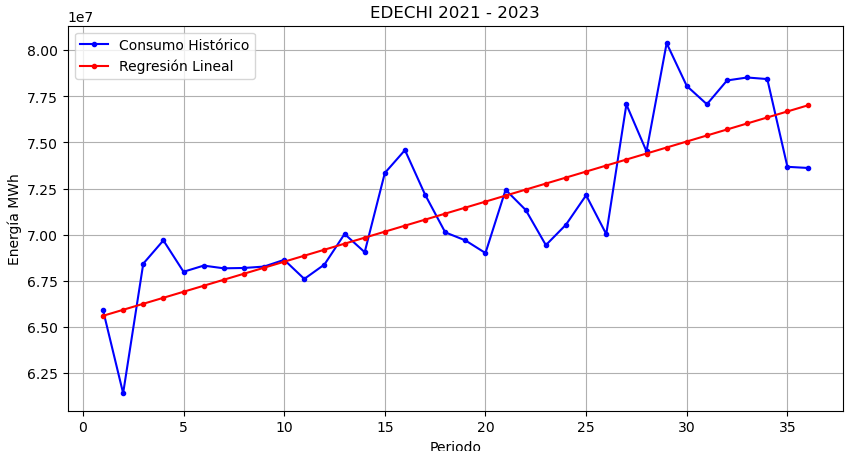 EDECHI 2021 - 2023
1e7
Consumo Histórico
Regresión Lineal
8.00
7.75
7.50
7.25
7.00
6.75
6.50
6.25
Energía MWh
0 5 10 15 20 25 30 35
Periodo